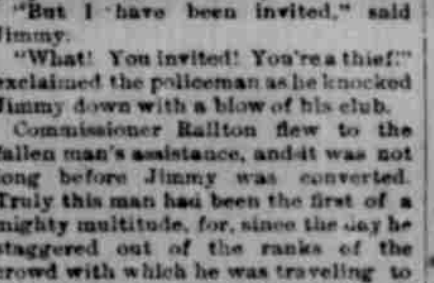 "But I have been invited," said
Jimmy.
"What! You invited! You're a thief!"
exclaimed the policeman as he knocked
Jimmy down with a blow of his club.
Commissioner Railton flew to the
fallen man's assistance, and it was not
long before Jimmy was converted.
Truly this man had been the first of a
mighty multitude, for, since the day he
staggered out of the ranks of the
crowd with which he was traveling to